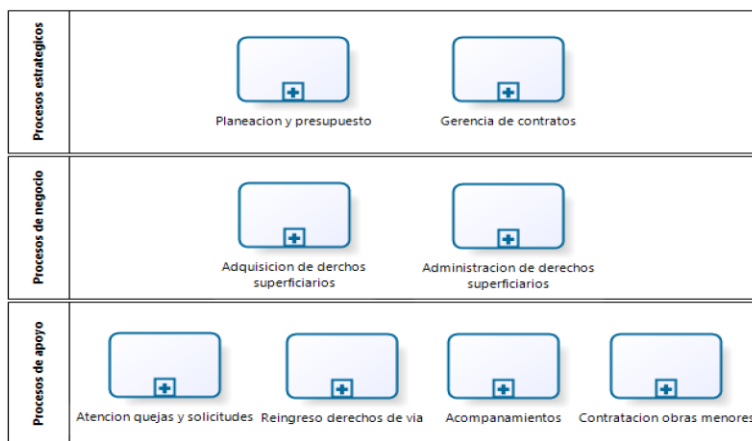 Procesos estrategicos
Planeacion y presupuesto
Gerencia de contratos
Procesos de negocio
Adquisicion de derchos
superficiarios
Administracion de derechos
superficiarios
Procesos de apoyo
Atencion quejas y solicitudes
Reingreso derechos de via
Acompanamientos
Contratacion obras menores